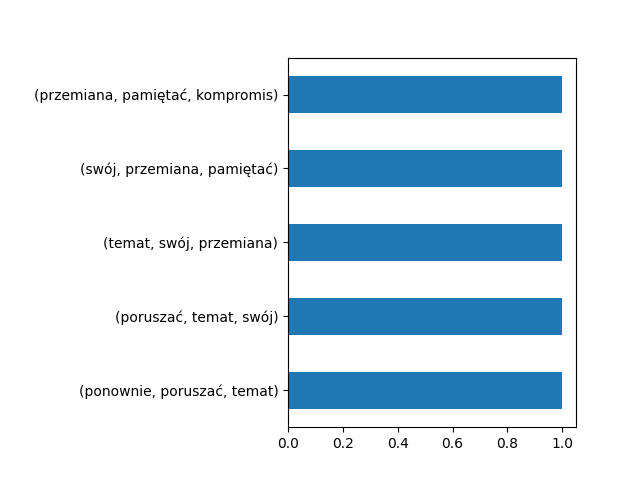 (przemiana, pamiętać, kompromis)
(swój, przemiana, pamiętać)
(temat, swój, przemiana)
(poruszać, temat, swój)
(ponownie, poruszać, temat)
0.0 0.2 0.4 0.6 0.8 1.0